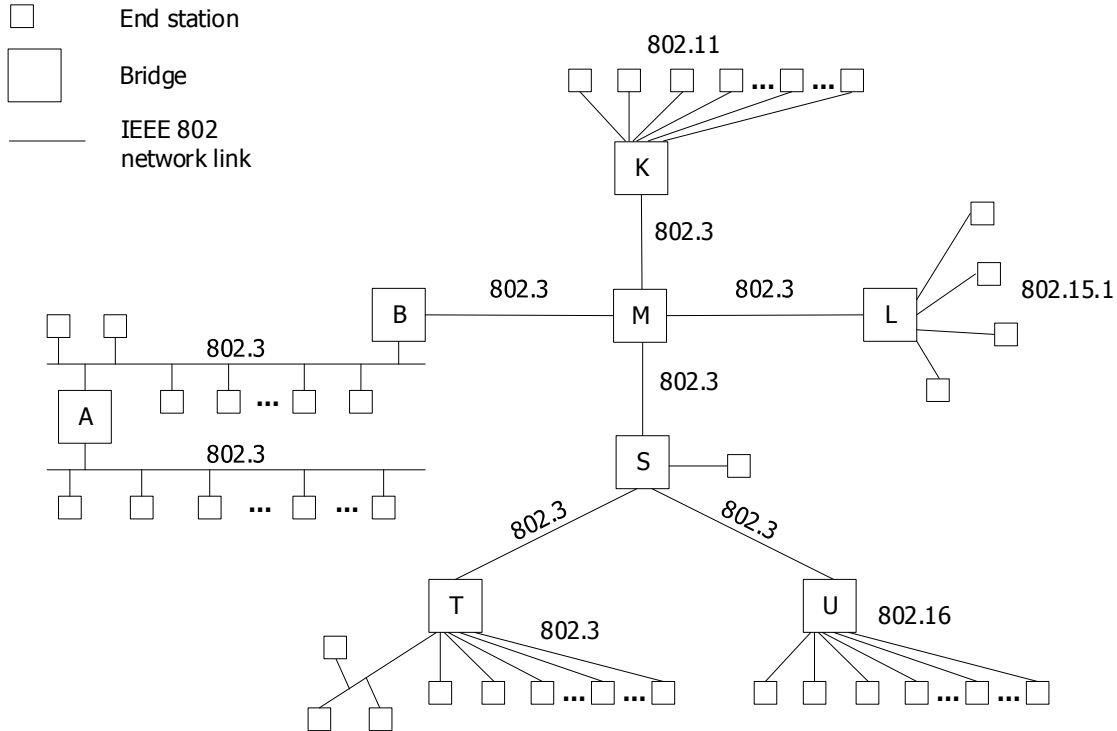 End station
Bridge
IEEE 802
network link
802.11
... ...
K
802.3
802.3
802.3
B
M
L
802.15.1
802.3
802.3
...
A
802.3
S
... ...
802.3
802.3
T
U
802.3
802.16
... ...
... ...